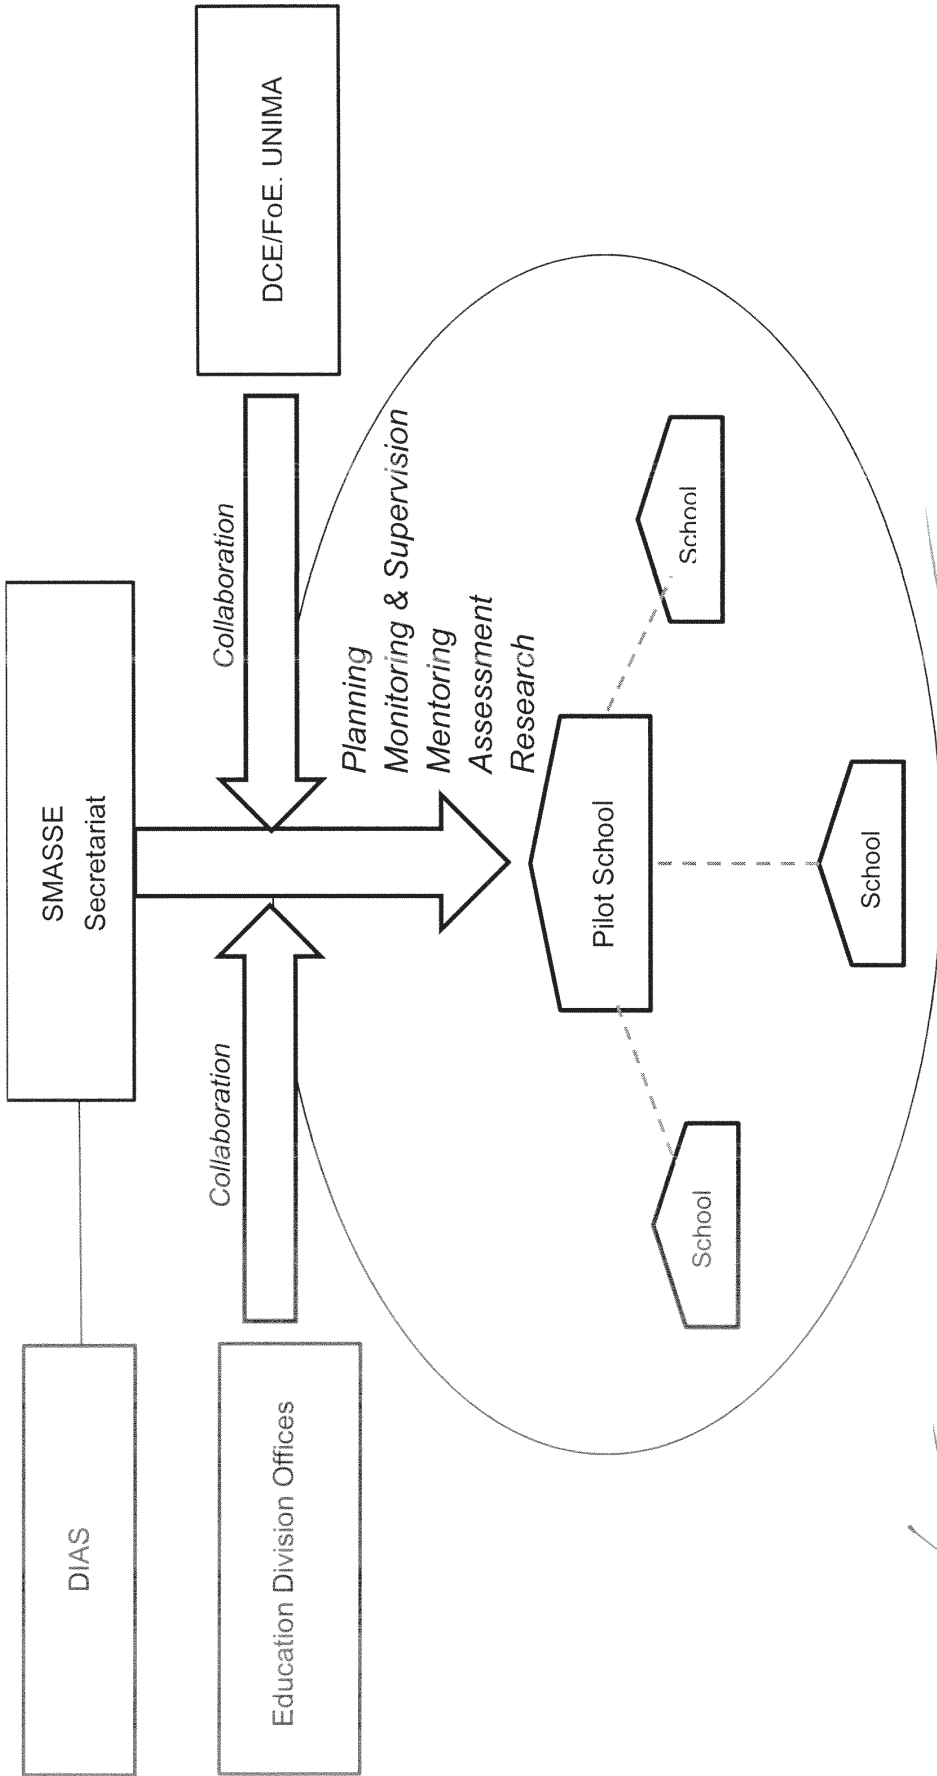 DIAS
SMASSE
Secretariat
Education Division Offices
Collaboration
Collaboration
DCE/FoE. UNIMA
Planning
Monitoring & Supervision
Mentoring
Assessment
Research
Pilot School
School
School
School